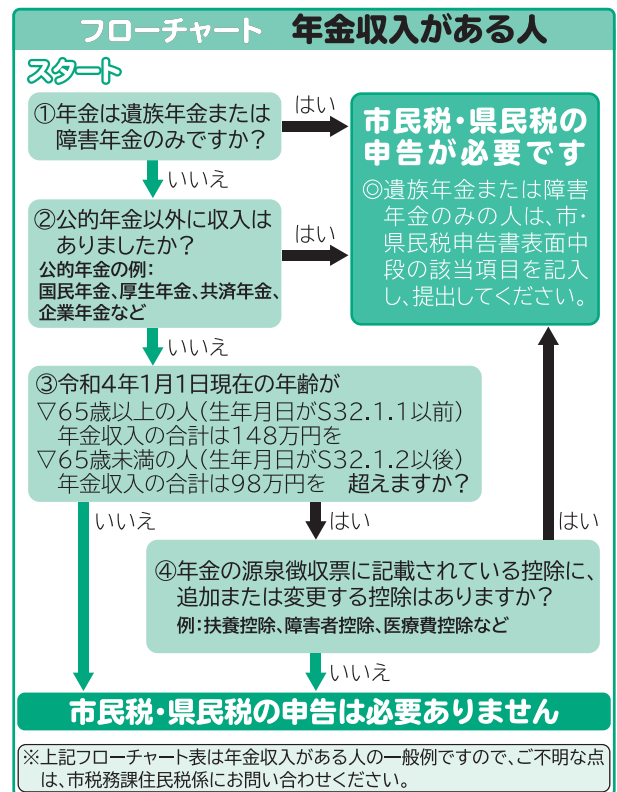 フローチャート 年金収入がある人
スタート
①年金は遺族年金または
障害年金のみですか?
はい
市民税・県民税の
申告が必要です
◎遺族年金または障害
年金のみの人は、市・
県民税申告書表面中
段の該当項目を記入
し、提出してください。
いいえ
②公的年金以外に収入は
ありましたか?
公的年金の例:
国民年金、厚生年金、共済年金、
企業年金など
はい
いいえ
③令和4年1月1日現在の年齢が
▽65歳以上の人(生年月日がS32.1.1以前)
年金収入の合計は148万円を
▽65歳未満の人(生年月日がS32.1.2以後)
年金収入の合計は98万円を 超えますか?
いいえ
はい
はい
④年金の源泉徴収票に記載されている控除に、
追加または変更する控除はありますか?
例:扶養控除、障害者控除、医療費控除など
いいえ
市民税・県民税の申告は必要ありません
※上記フローチャート表は年金収入がある人の一般例ですので、ご不明な点
は、市税務課住民税係にお問い合わせください。